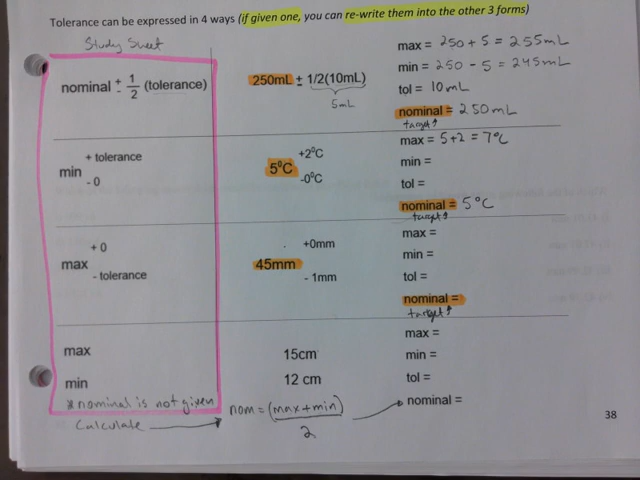 Tolerance can be expressed in 4 ways (if given one, you can re-write them into the other 3 forms)
Study Sheet
nominal ± 1/2 (tolerance)
250mL ± 1/2(10mL)
5mL
max = 250 + 5 = 255mL
min = 250 - 5 = 245mL
tol = 10mL
nominal = 250mL
target ↑
+ tolerance
min
- 0
+2°C
5°C
-0°C
max = 5+2 = 7°C
min =
tol =
nominal = 5°C
target ↑
+ 0
max
- tolerance
+0mm
45mm
- 1mm
max =
min =
tol =
nominal =
target ↑
max
min
15cm
12 cm
max =
min =
tol =
nominal =
* nominal is not given
Calculate → nom = (max + min)/2 →
38